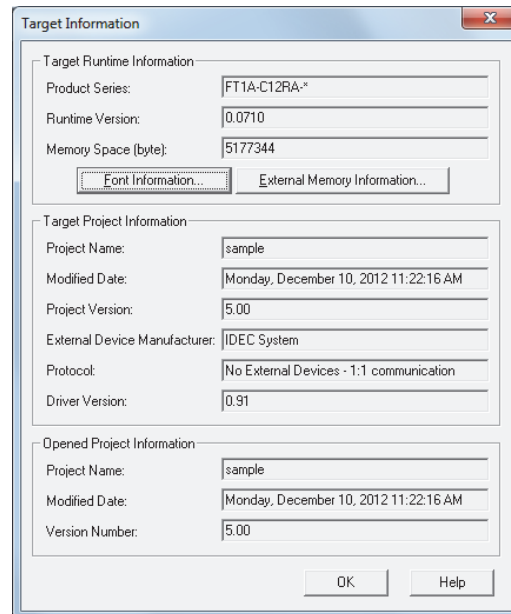 Target Information
Target Runtime Information
Product Series: FT1A-C12RA-*
Runtime Version: 0.0710
Memory Space (byte): 5177344
Font Information... External Memory Information...
Target Project Information
Project Name: sample
Modified Date: Monday, December 10, 2012 11:22:16 AM
Project Version: 5.00
External Device Manufacturer: IDEC System
Protocol: No External Devices - 1:1 communication
Driver Version: 0.91
Opened Project Information
Project Name: sample
Modified Date: Monday, December 10, 2012 11:22:16 AM
Version Number: 5.00
OK Help